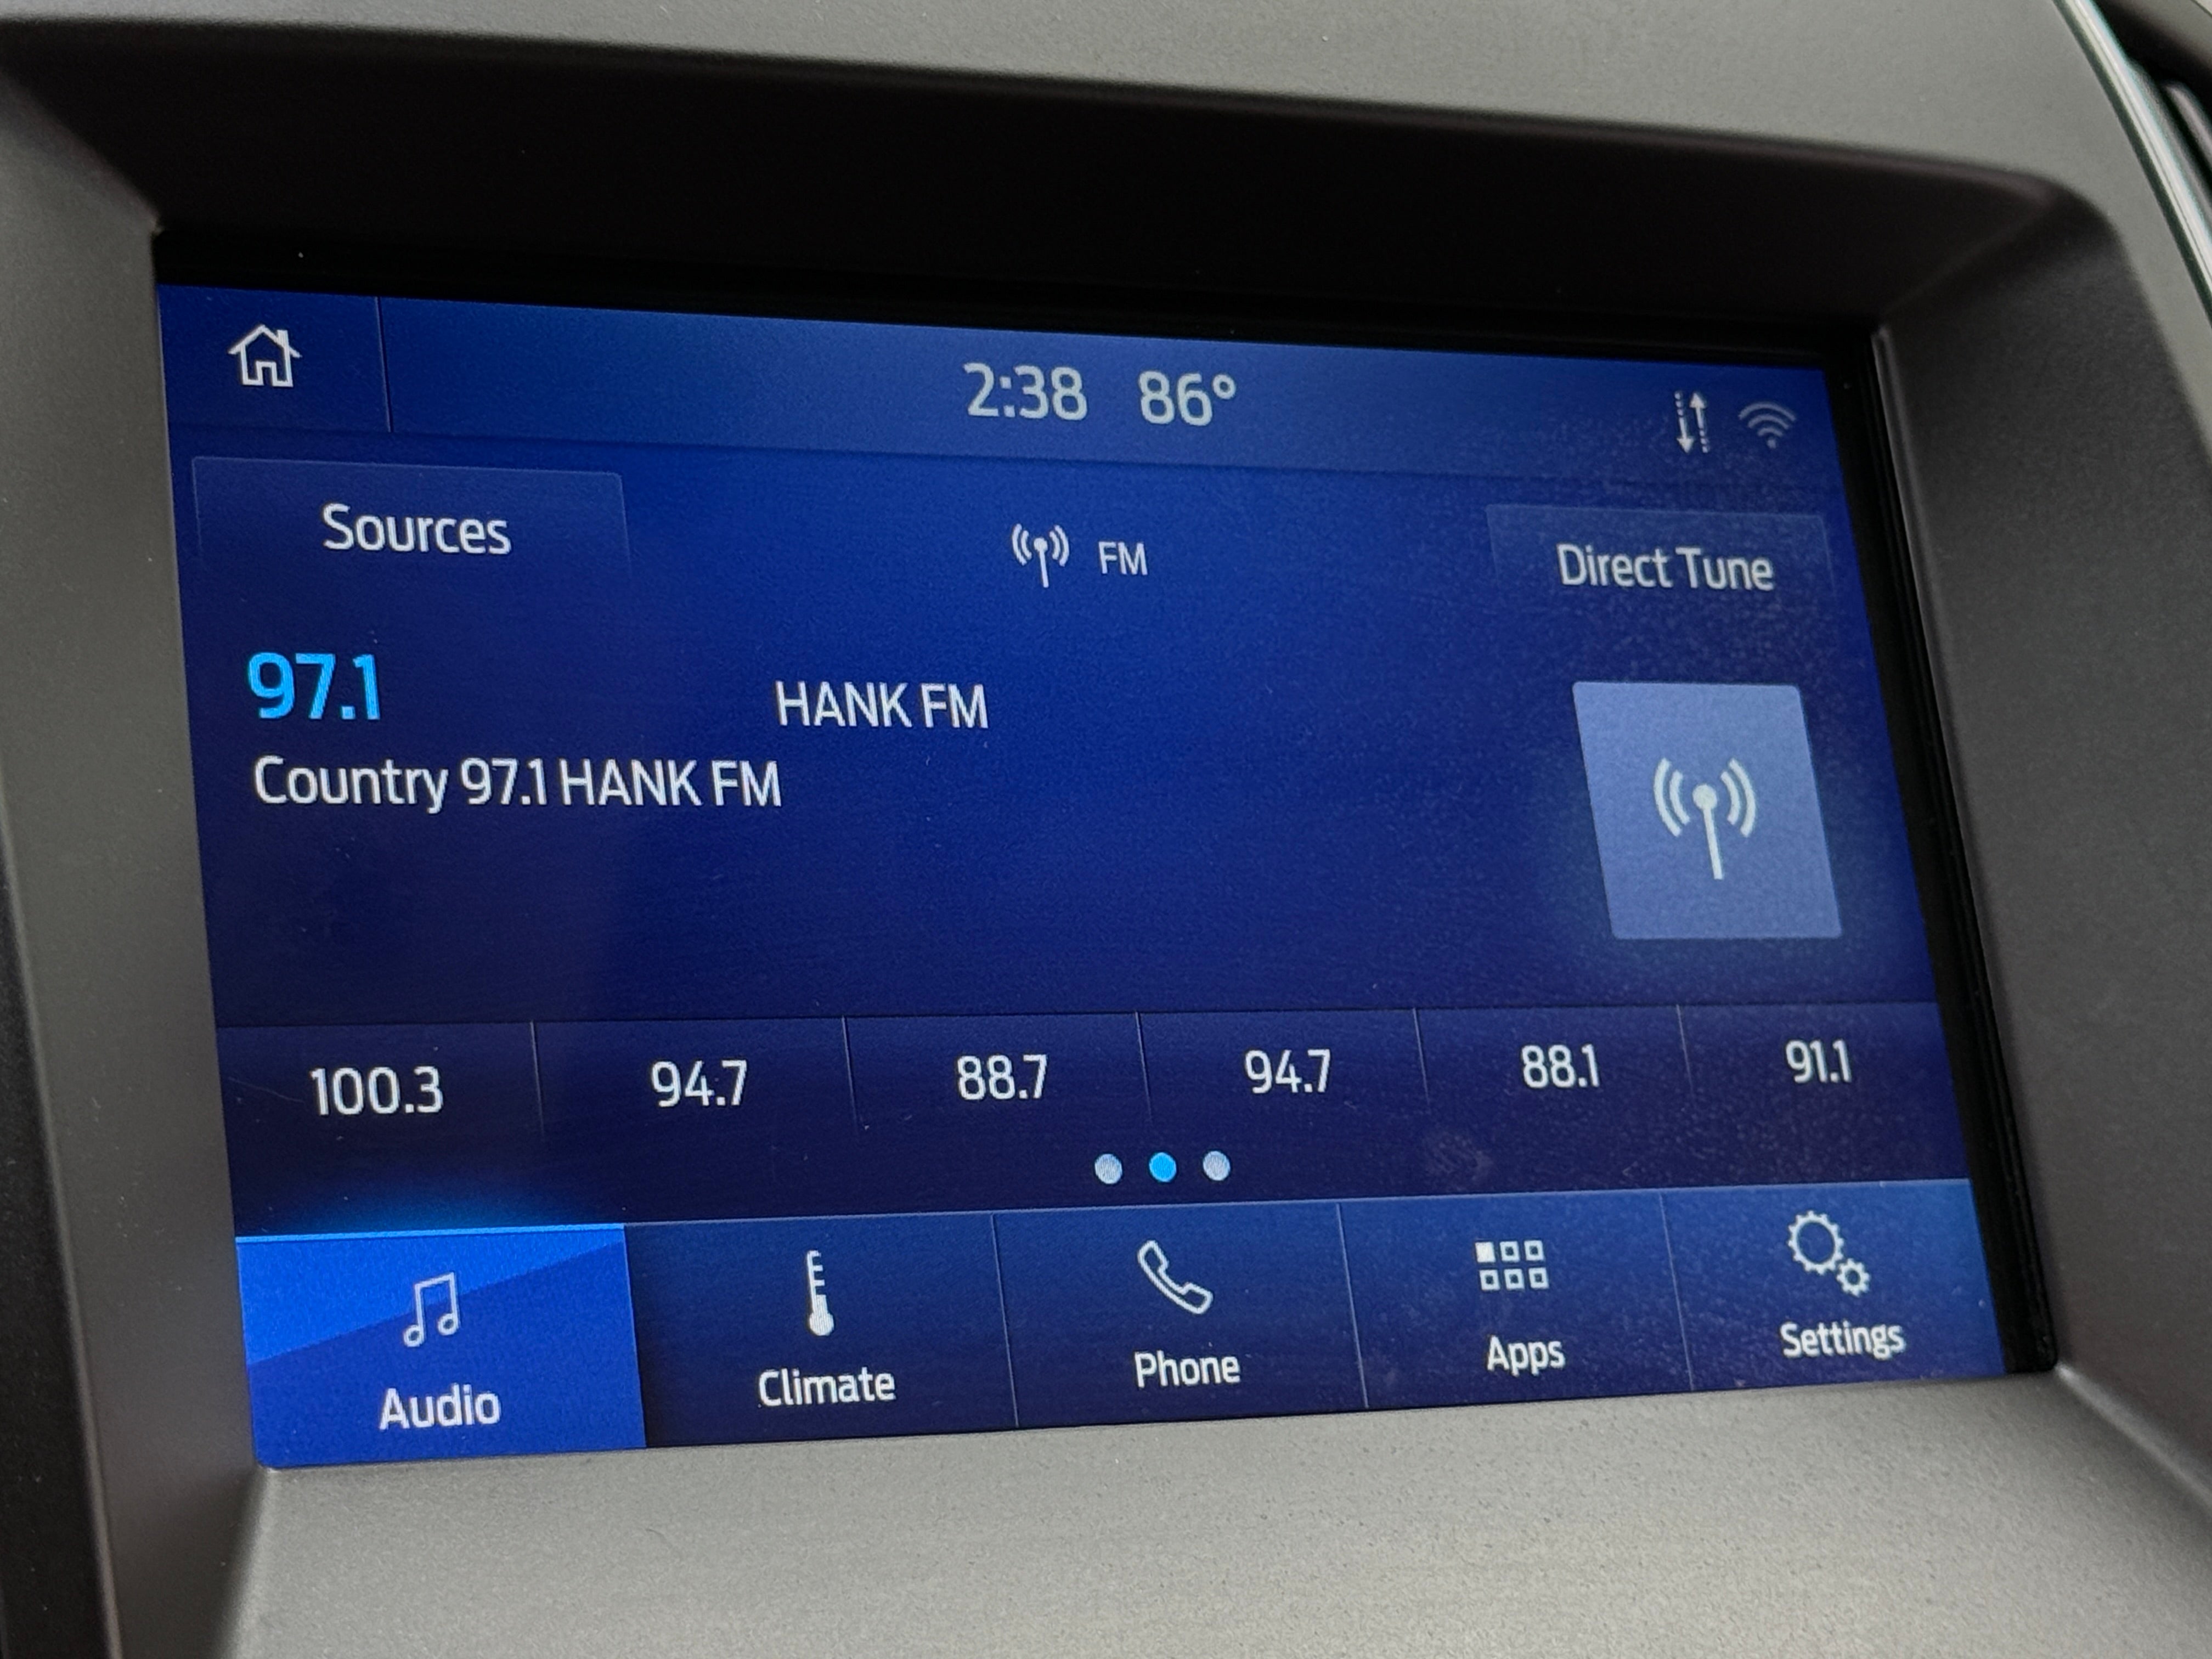 2:38 86°
Sources FM Direct Tune
97.1 HANK FM
Country 97.1 HANK FM
100.3 94.7 88.7 94.7 88.1 91.1
Audio Climate Phone Apps Settings